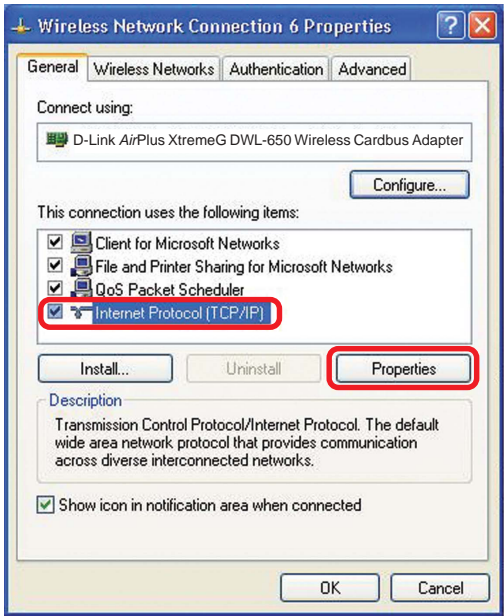 Wireless Network Connection 6 Properties
General Wireless Networks Authentication Advanced
Connect using:
D-Link AirPlus XtremeG DWL-650 Wireless Cardbus Adapter
Configure...
This connection uses the following items:
Client for Microsoft Networks
File and Printer Sharing for Microsoft Networks
QoS Packet Scheduler
Internet Protocol (TCP/IP)
Install... Uninstall Properties
Description
Transmission Control Protocol/Internet Protocol. The default
wide area network protocol that provides communication
across diverse interconnected networks.
Show icon in notification area when connected
OK Cancel